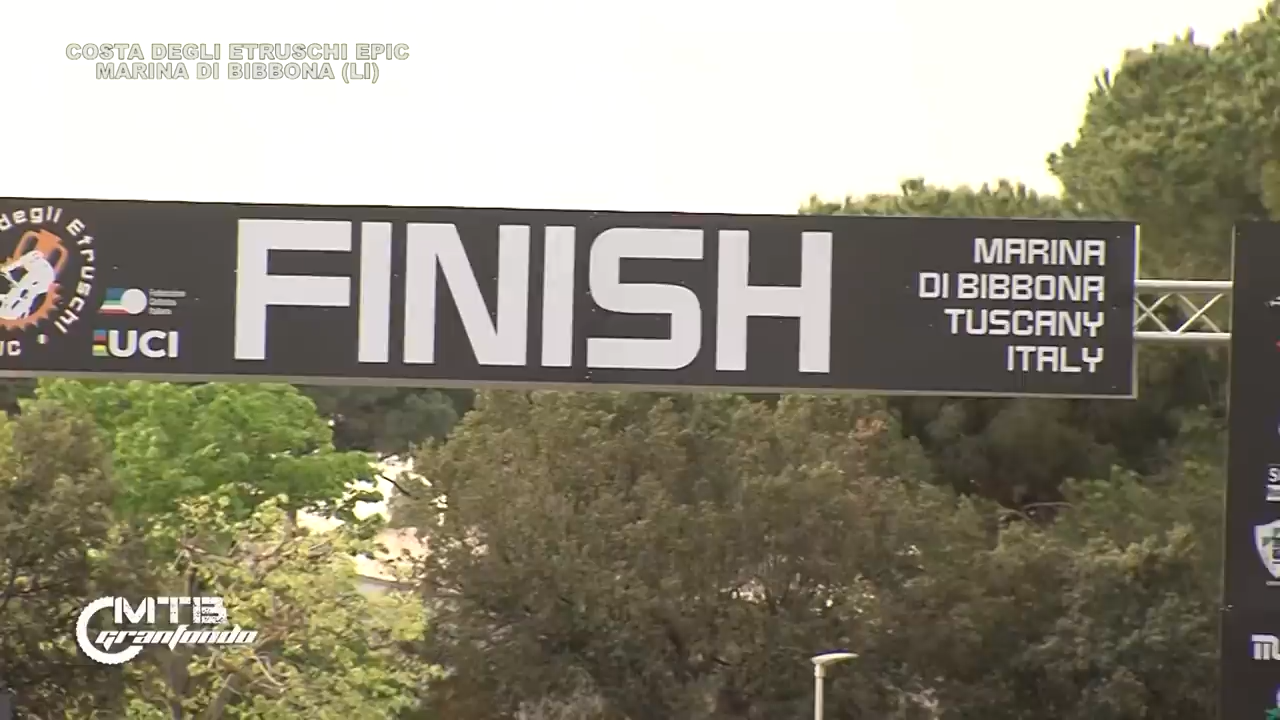 COSTA DEGLI ETRUSCHI EPIC
MARINA DI BIBBONA (LI)
degli Etruschi
UCI
FINISH
MARINA
DI BIBBONA
TUSCANY
ITALY
MTB
granfondo